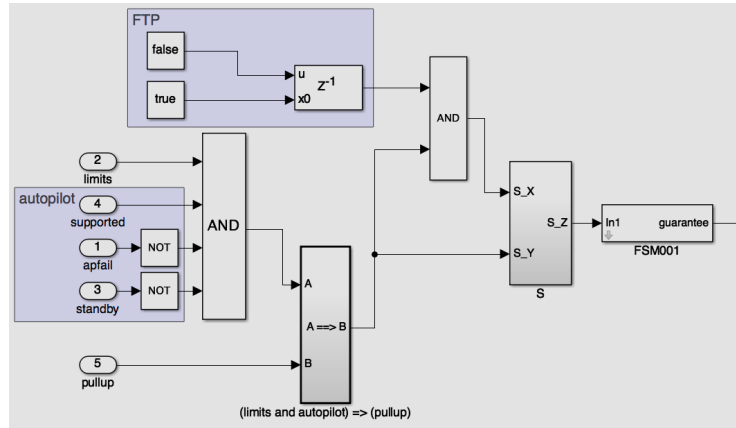 FTP
false
u
Z-1
true
x0
AND
2
limits
autopilot
4
supported
AND
1
apfail
NOT
3
standby
NOT
S_X
S_Y
S_Z
S
In1
guarantee
FSM001
A
A ==> B
B
5
pullup
(limits and autopilot) => (pullup)